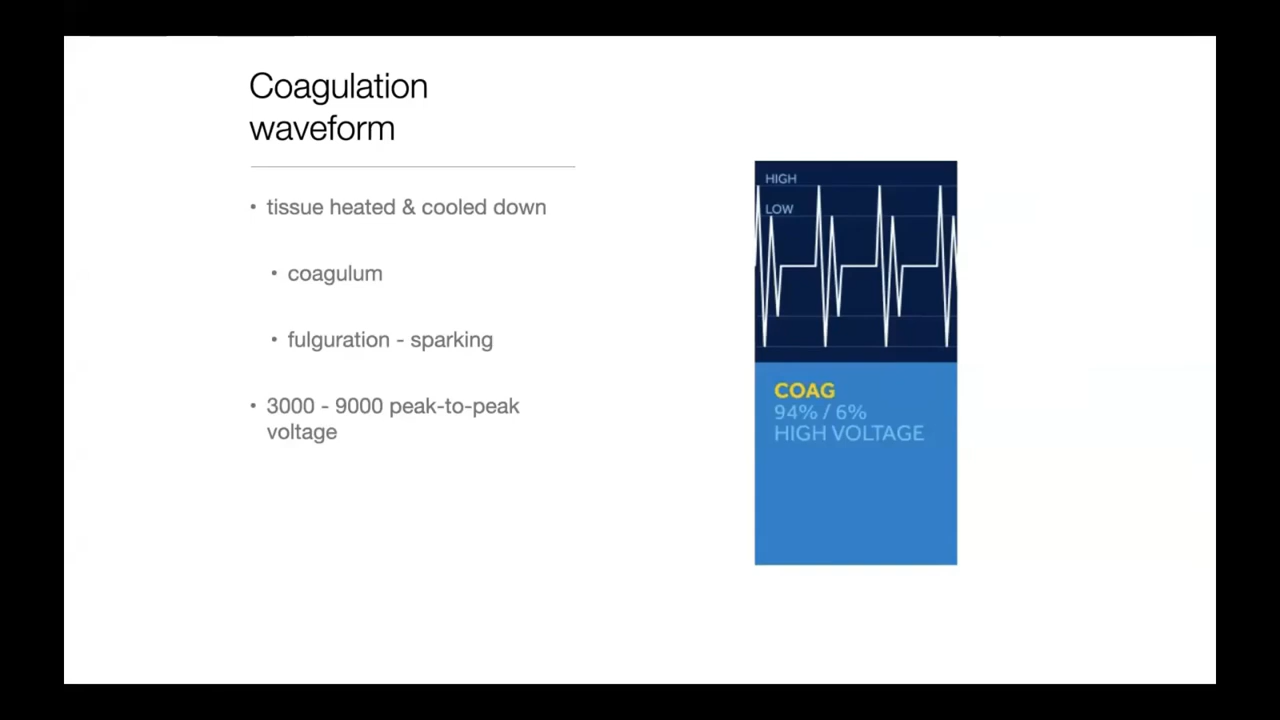 Coagulation
waveform
• tissue heated & cooled down
• coagulum
• fulguration - sparking
• 3000 - 9000 peak-to-peak
voltage
HIGH
LOW
COAG
94% / 6%
HIGH VOLTAGE